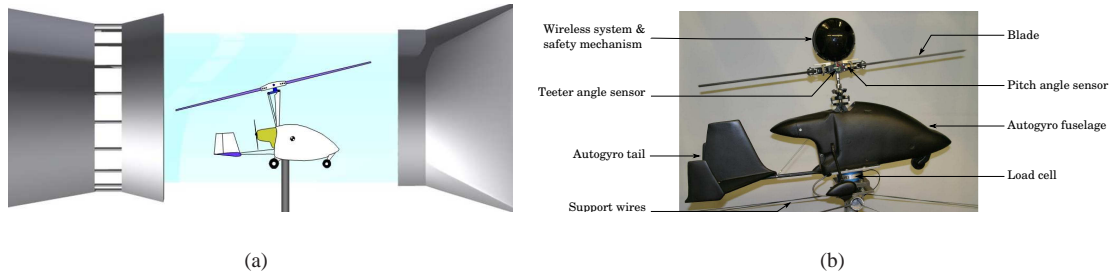 Wireless system &
safety mechanism
Blade
Teeter angle sensor
Pitch angle sensor
Autogyro fuselage
Autogyro tail
Load cell
Support wires
(a)
(b)